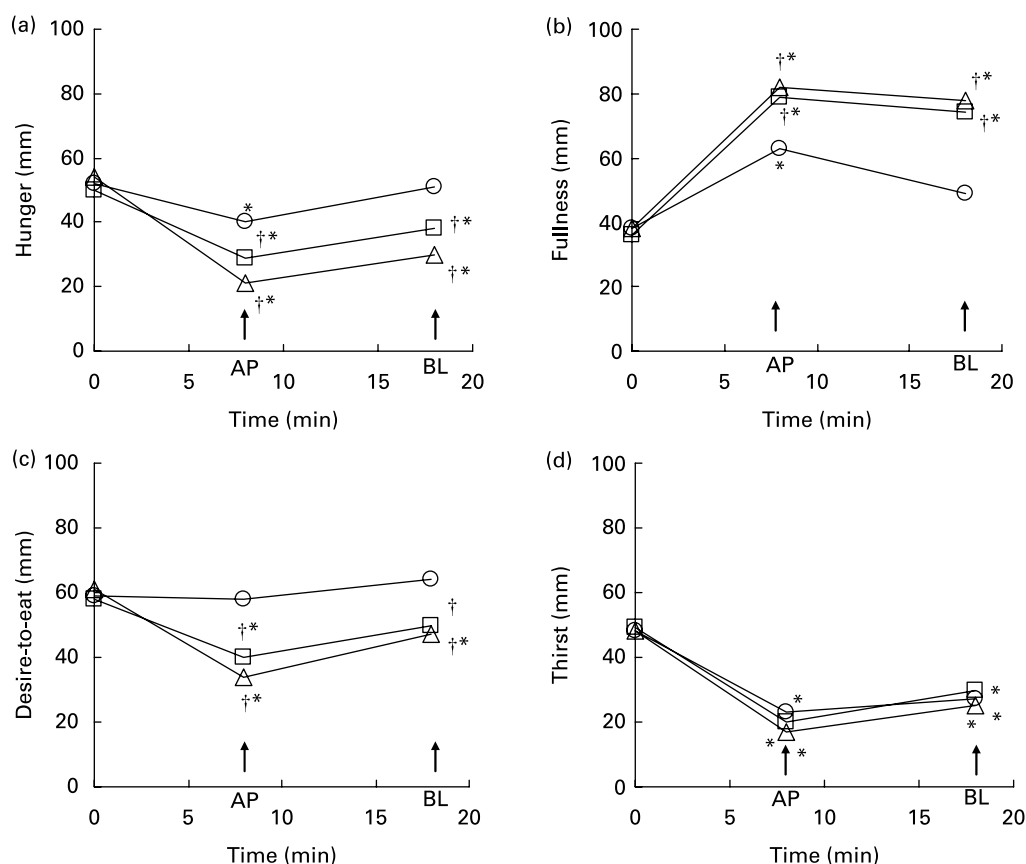 (a)
100
80
60
40
20
0
Hunger (mm)
*
†*
†*
†*
†*
AP
BL
0 5 10 15 20
Time (min)
(b)
100
80
60
40
20
0
Fullness (mm)
†*
†*
*
†*
†*
AP
BL
0 5 10 15 20
Time (min)
(c)
100
80
60
40
20
0
Desire-to-eat (mm)
†*
†*
†
†*
AP
BL
0 5 10 15 20
Time (min)
(d)
100
80
60
40
20
0
Thirst (mm)
*
*
*
*
*
*
AP
BL
0 5 10 15 20
Time (min)